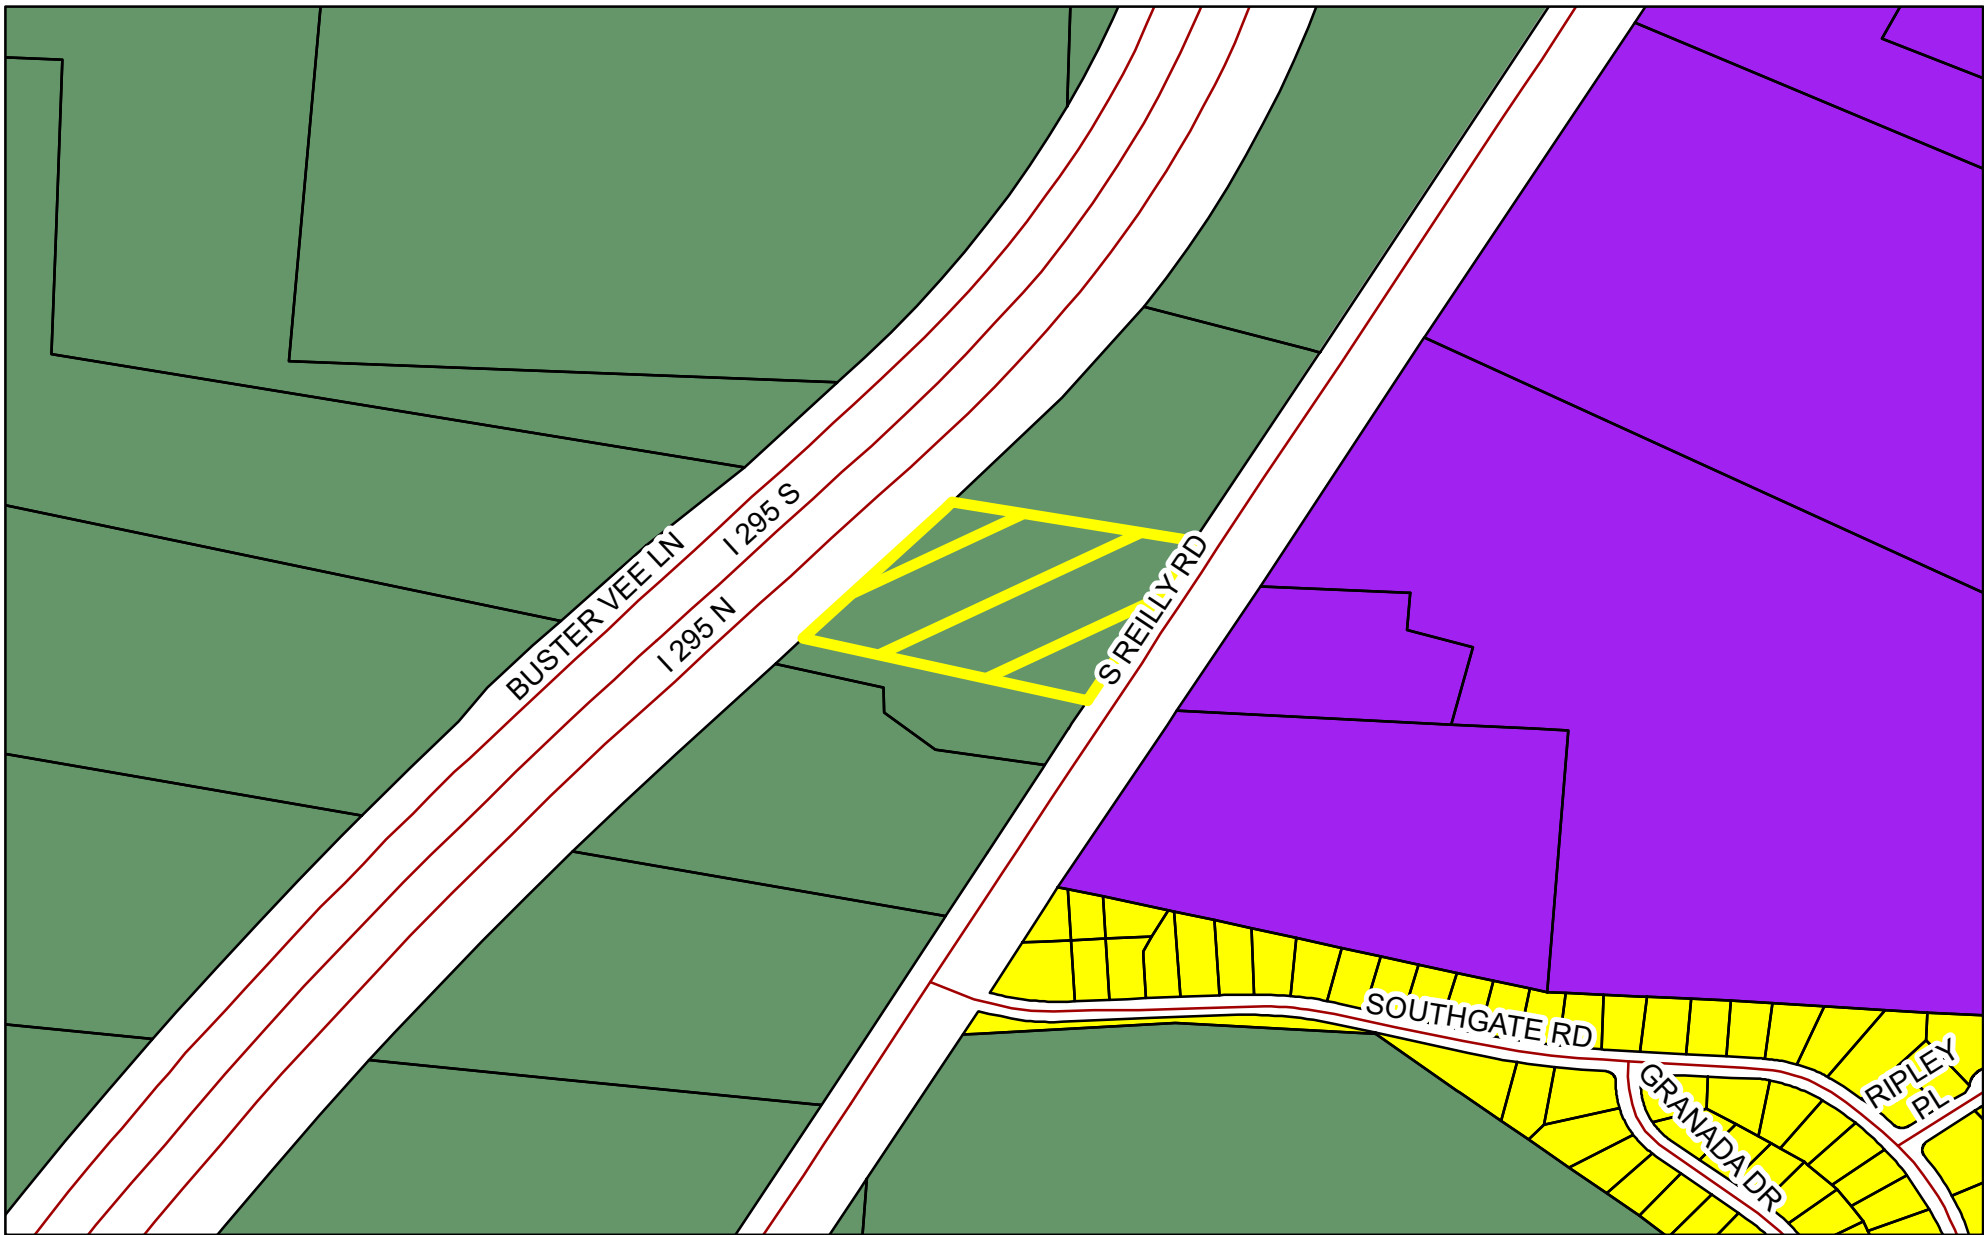 I 295 S
BUSTER VEE LN
I 295 N
S REILLY RD
SOUTHGATE RD
RIPLEY
PL
GRANADA DR